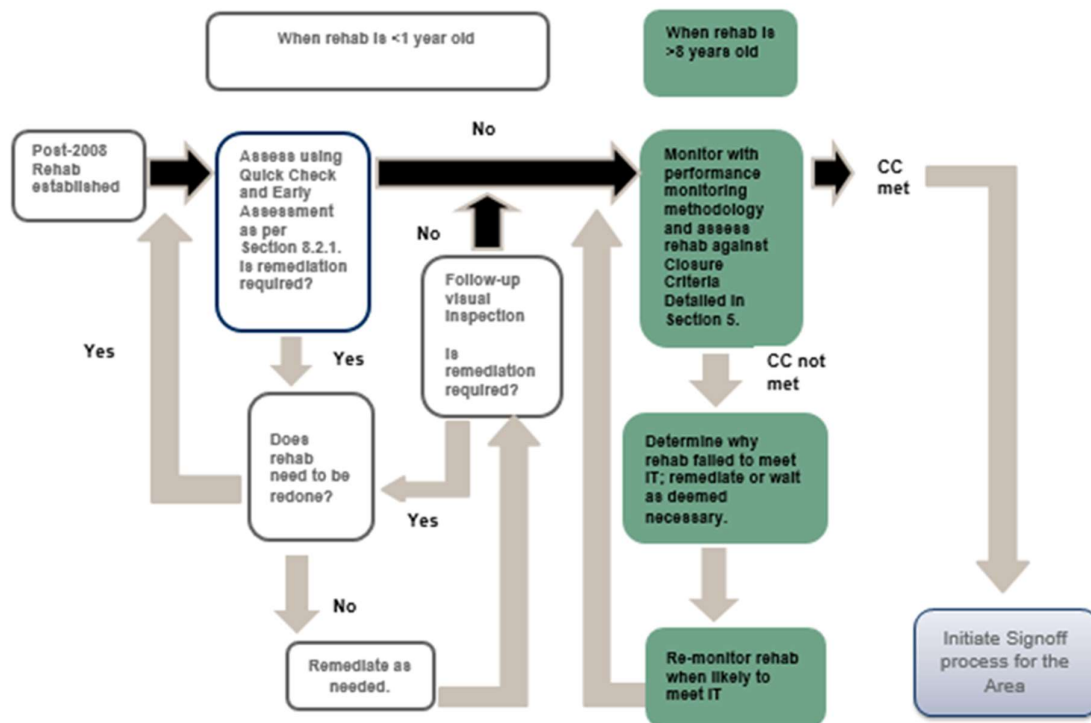 When rehab is <1 year old
When rehab is
>8 years old
Post-2008
Rehab
established
Assess using
Quick Check
and Early
Assessment
as per
Section 8.2.1.
Is remediation
required?
No
Monitor with
performance
monitoring
methodology
and assess
rehab against
Closure
Criteria
Detailed in
Section 5.
CC
met
No
Follow-up
visual
inspection
Is
remediation
required?
Yes
Yes
CC not
met
Does
rehab
need to be
redone?
Yes
Determine why
rehab failed to meet
IT; remediate or wait
as deemed
necessary.
No
Remediate as
needed.
Re-monitor rehab
when likely to
meet IT
Initiate Signoff
process for the
Area